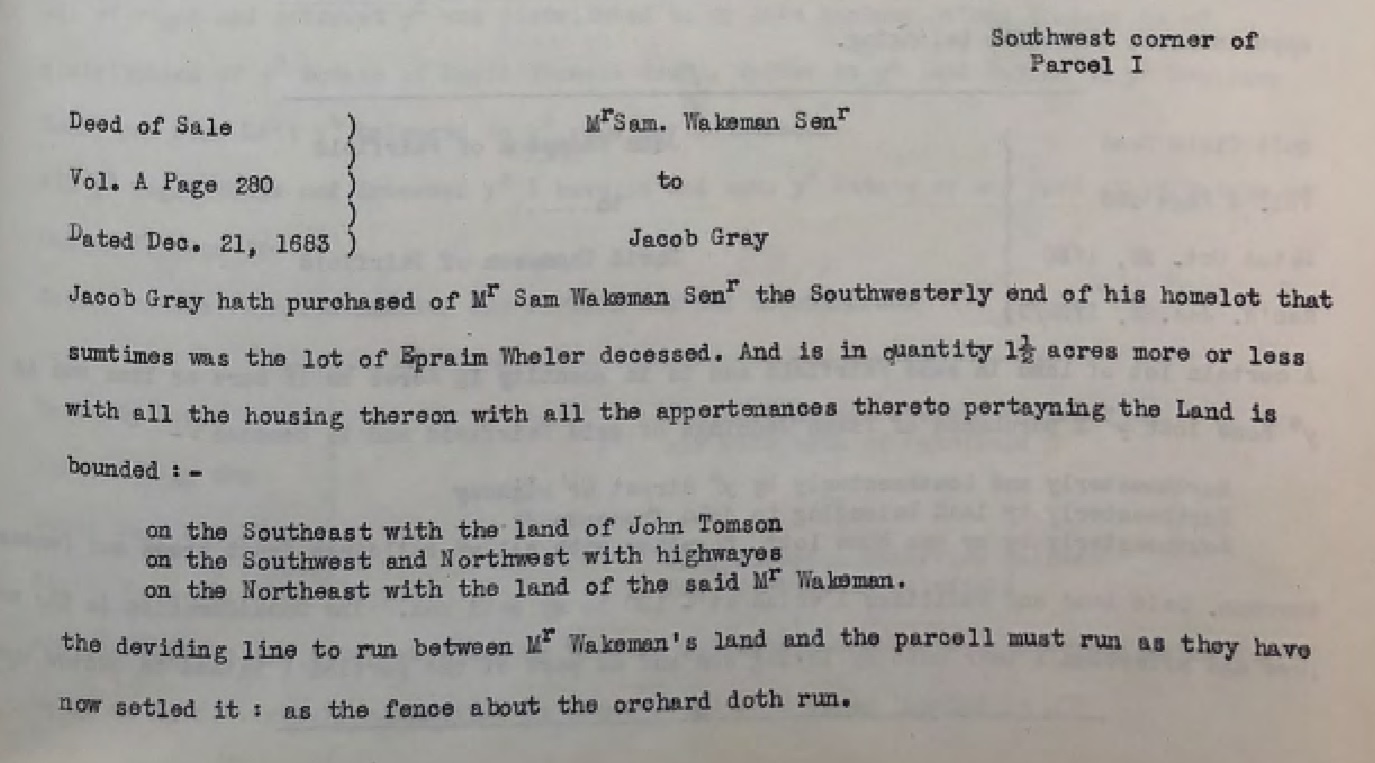 Southwest corner of
Parcel I
Deed of Sale ) MʳSam. Wakeman Senʳ
)
Vol. A Page 280 ) to
)
Dated Dec. 21, 1683 ) Jacob Gray
Jacob Gray hath purchased of Mʳ Sam Wakeman Senʳ the Southwesterly end of his homelot that
sumtimes was the lot of Epraim Wheler decessed. And is in quantity 1½ acres more or less
with all the housing thereon with all the appertenances thereto pertayning the Land is
bounded : -
on the Southeast with the land of John Tomson
on the Southwest and Northwest with highwayes
on the Northeast with the land of the said Mʳ Wakeman.
the deviding line to run between Mʳ Wakeman's land and the parcell must run as they have
now setled it : as the fence about the orchard doth run.